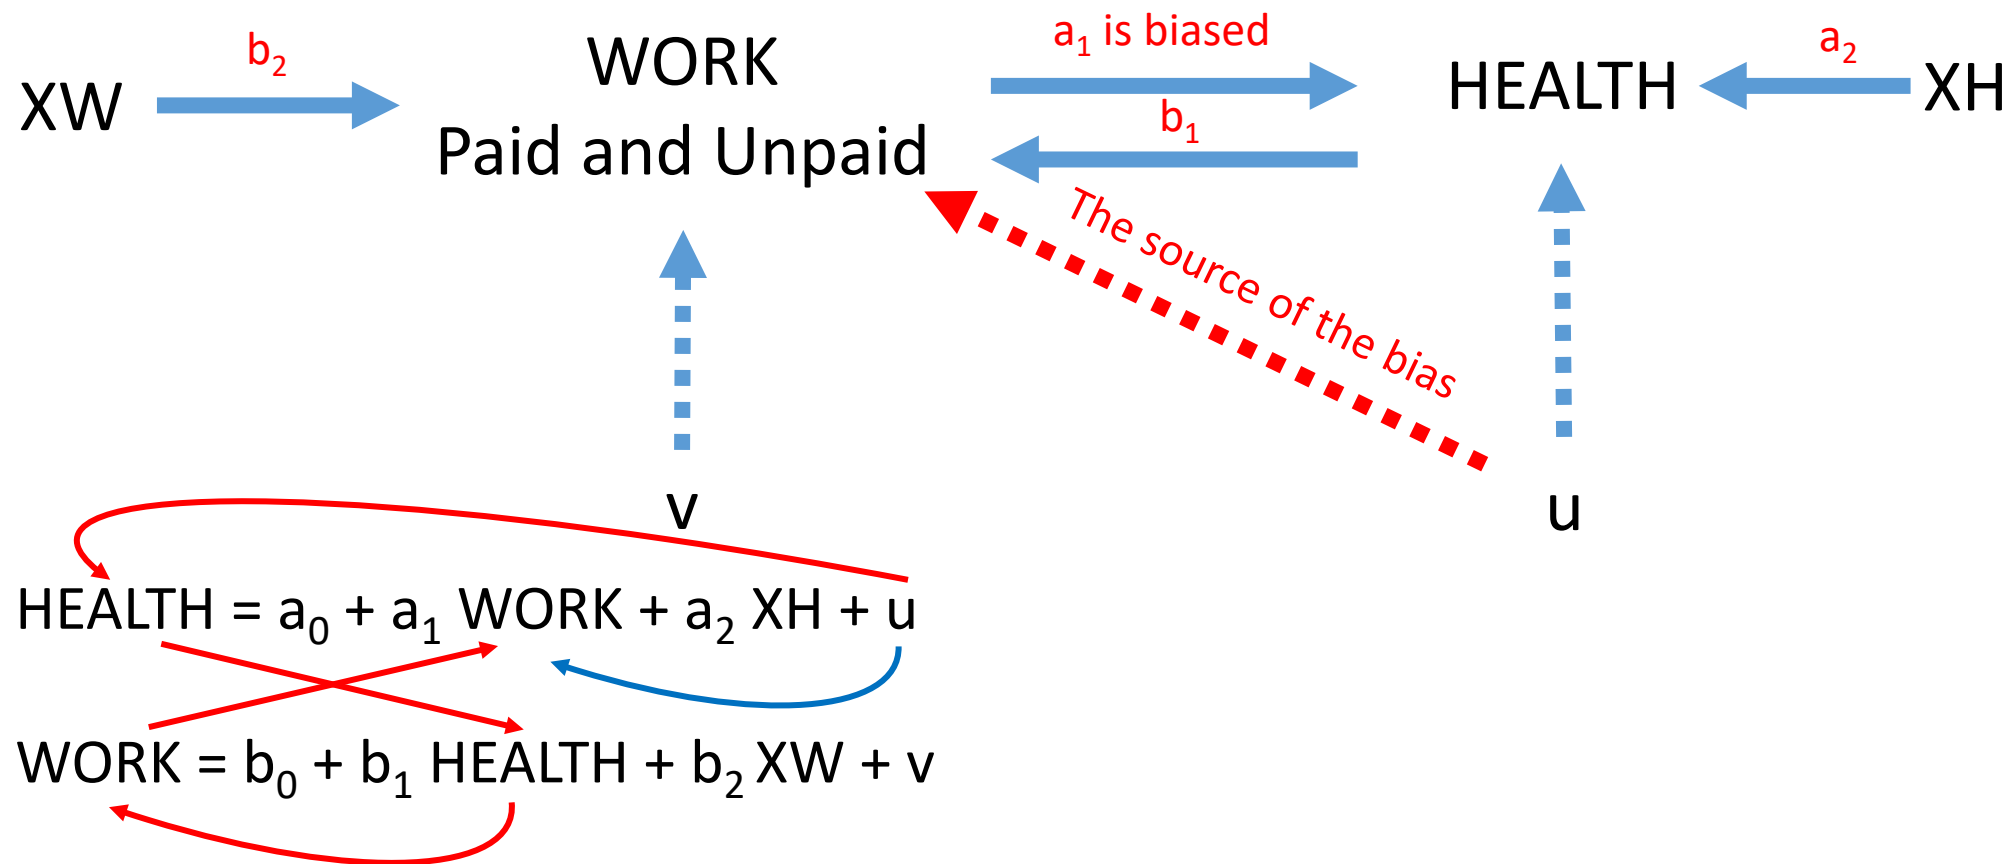 a₁ is biased
b₂
a₂
WORK
XW
HEALTH
XH
b₁
Paid and Unpaid
The source of the bias
v
u
HEALTH = a₀ + a₁ WORK + a₂ XH + u
WORK = b₀ + b₁ HEALTH + b₂ XW + v